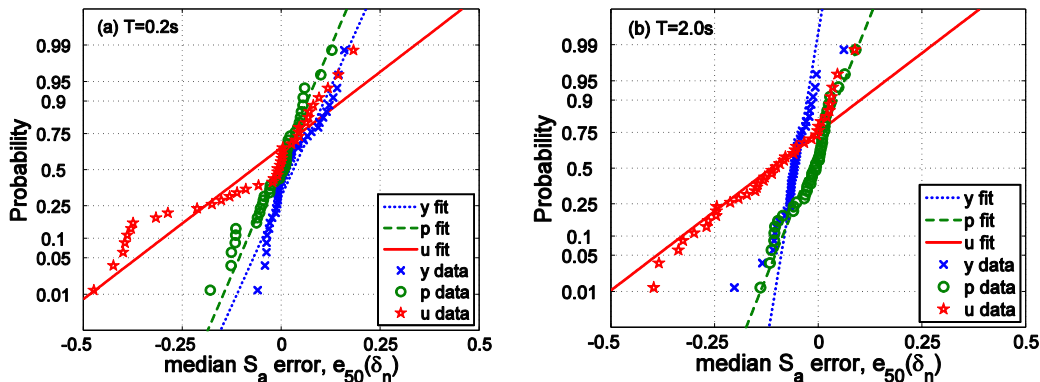 (a) T=0.2s
Probability
0.99
0.95
0.9
0.75
0.5
0.25
0.1
0.05
0.01
-0.5 -0.25 0 0.25 0.5
median Sa error, e50(δn)
y fit
p fit
u fit
y data
p data
u data
(b) T=2.0s
Probability
0.99
0.95
0.9
0.75
0.5
0.25
0.1
0.05
0.01
-0.5 -0.25 0 0.25 0.5
median Sa error, e50(δn)
y fit
p fit
u fit
y data
p data
u data